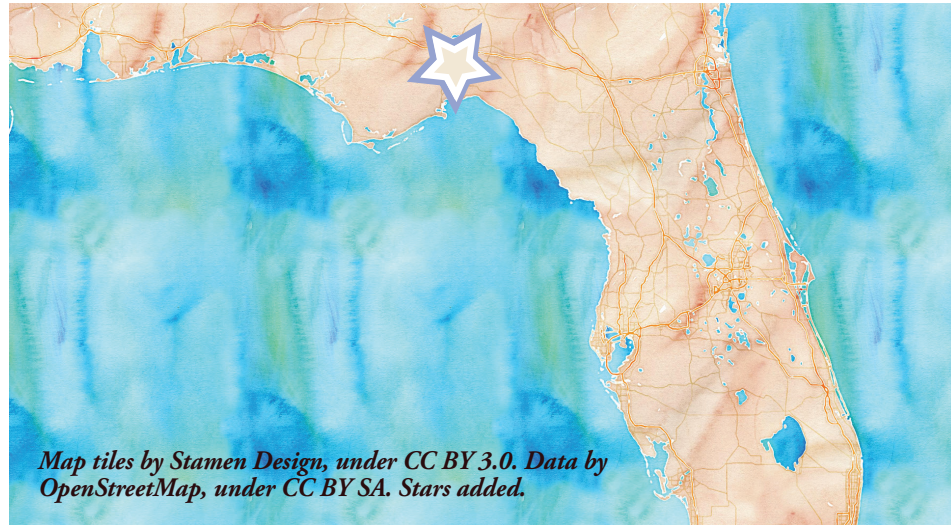 Map tiles by Stamen Design, under CC BY 3.0. Data by
OpenStreetMap, under CC BY SA. Stars added.